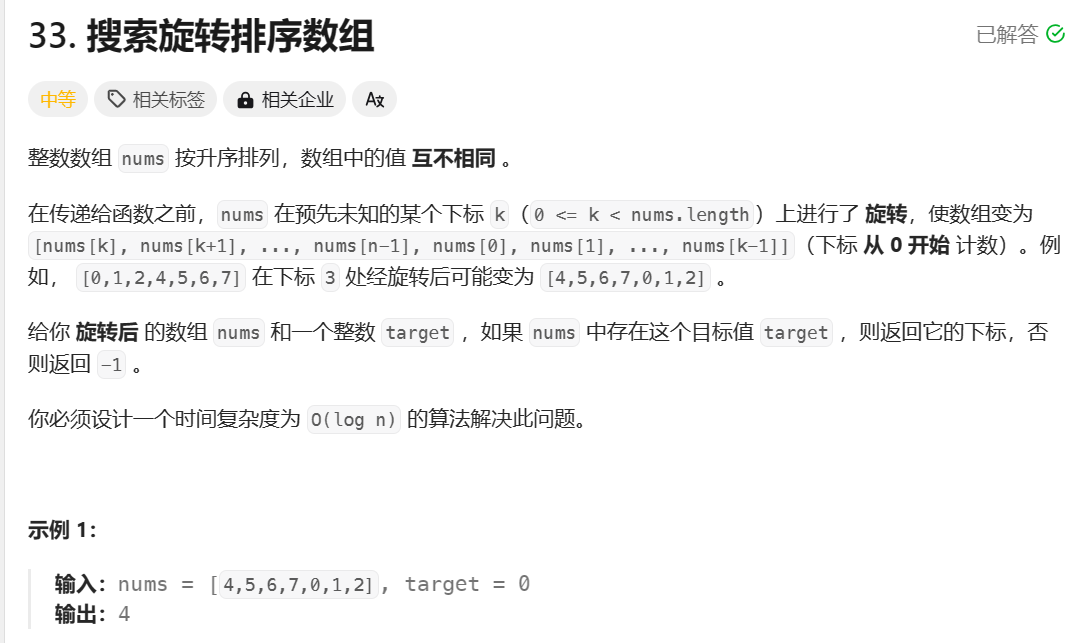 33. 搜索旋转排序数组
已解答
中等 相关标签 相关企业
整数数组 nums 按升序排列，数组中的值 互不相同 。
在传递给函数之前，nums 在预先未知的某个下标 k（0 <= k < nums.length）上进行了 旋转，使数组变为
[nums[k], nums[k+1], ..., nums[n-1], nums[0], nums[1], ..., nums[k-1]]（下标 从 0 开始 计数）。例
如， [0,1,2,4,5,6,7] 在下标 3 处经旋转后可能变为 [4,5,6,7,0,1,2] 。
给你 旋转后 的数组 nums 和一个整数 target ，如果 nums 中存在这个目标值 target ，则返回它的下标，否
则返回 -1 。
你必须设计一个时间复杂度为 O(log n) 的算法解决此问题。
示例 1：
输入：nums = [4,5,6,7,0,1,2], target = 0
输出：4